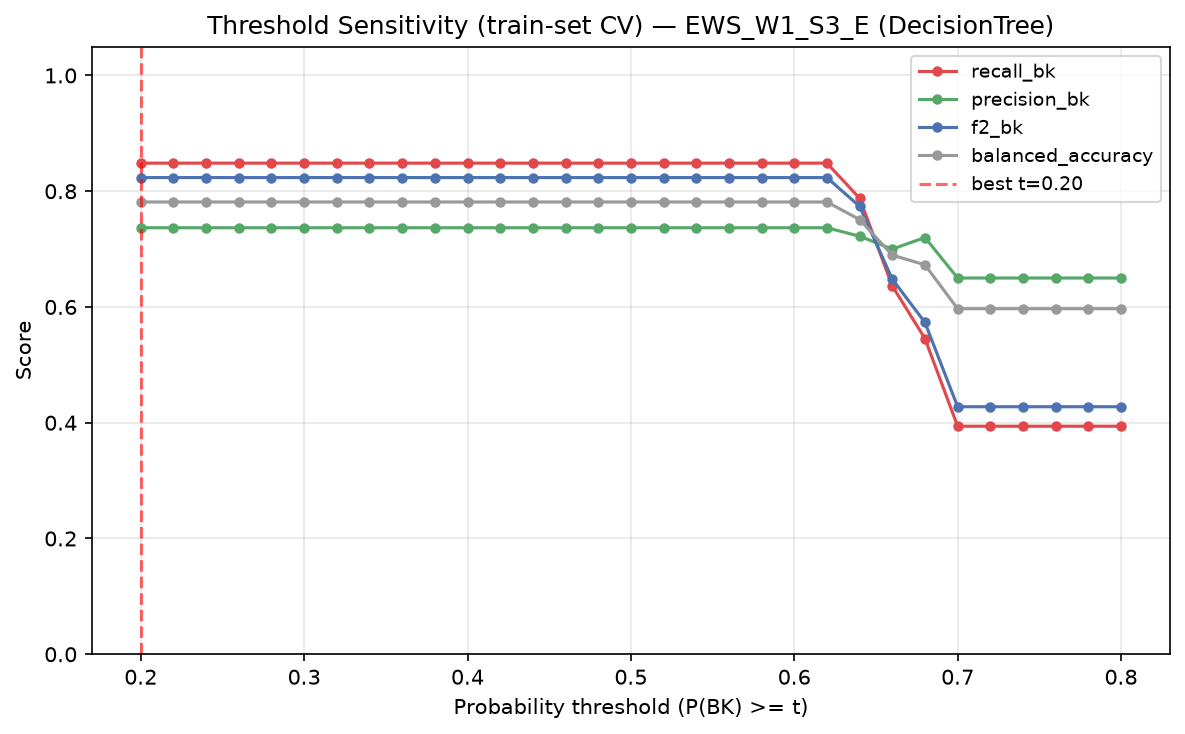 Threshold Sensitivity (train-set CV) — EWS_W1_S3_E (DecisionTree)
recall_bk
precision_bk
f2_bk
balanced_accuracy
best t=0.20
Score
1.0
0.8
0.6
0.4
0.2
0.0
0.2 0.3 0.4 0.5 0.6 0.7 0.8
Probability threshold (P(BK) >= t)